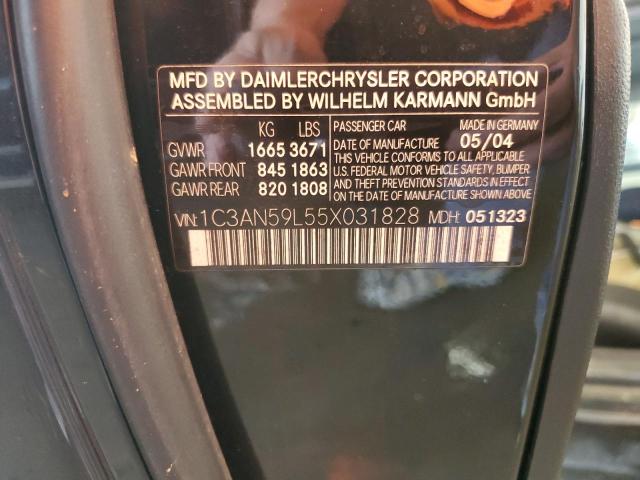 MFD BY DAIMLERCHRYSLER CORPORATION
ASSEMBLED BY WILHELM KARMANN GmbH
KG LBS PASSENGER CAR MADE IN GERMANY
GVWR 1665 3671 DATE OF MANUFACTURE 05/04
GAWR FRONT 845 1863 THIS VEHICLE CONFORMS TO ALL APPLICABLE
GAWR REAR 820 1808 U.S. FEDERAL MOTOR VEHICLE SAFETY, BUMPER
AND THEFT PREVENTION STANDARDS IN EFFECT
ON THE DATE OF MANUFACTURE SHOWN ABOVE.
VIN: 1C3AN59L55X031828 MDH: 051323